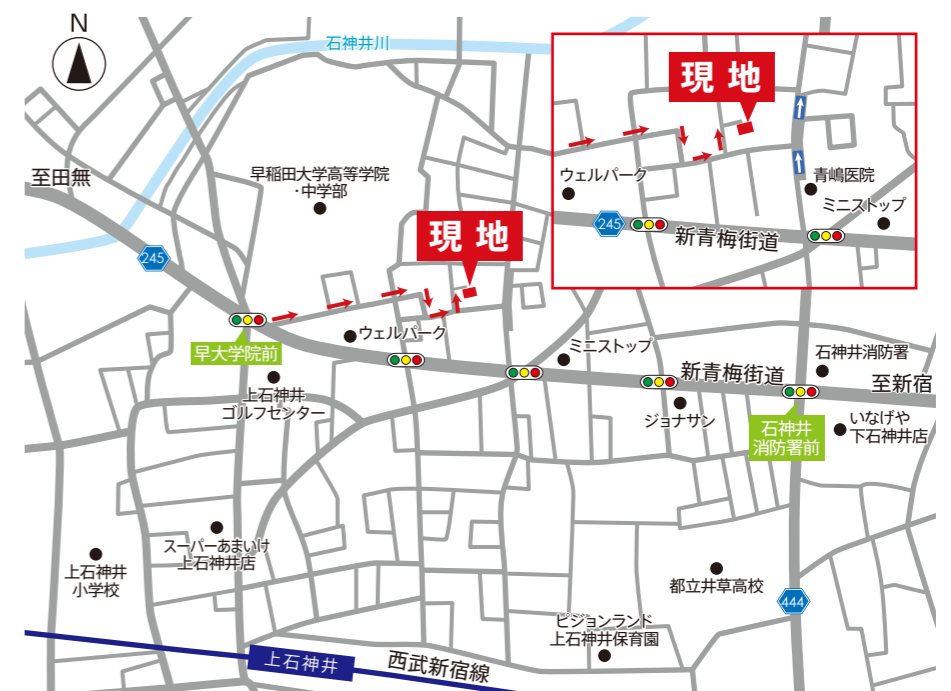 N
石神井川
現 地
ウェルパーク
青嶋医院
ミニストップ
245
新青梅街道
至田無
早稲田大学高等学院
・中学部
245
現 地
早大学院前
ウェルパーク
ミニストップ
新青梅街道
石神井消防署
至新宿
上石神井
ゴルフセンター
ジョナサン
石神井
消防署前
いなげや
下石神井店
スーパーあまいけ
上石神井店
上石神井
小学校
都立井草高校
444
ピジョンランド
上石神井保育園
上石神井
西武新宿線